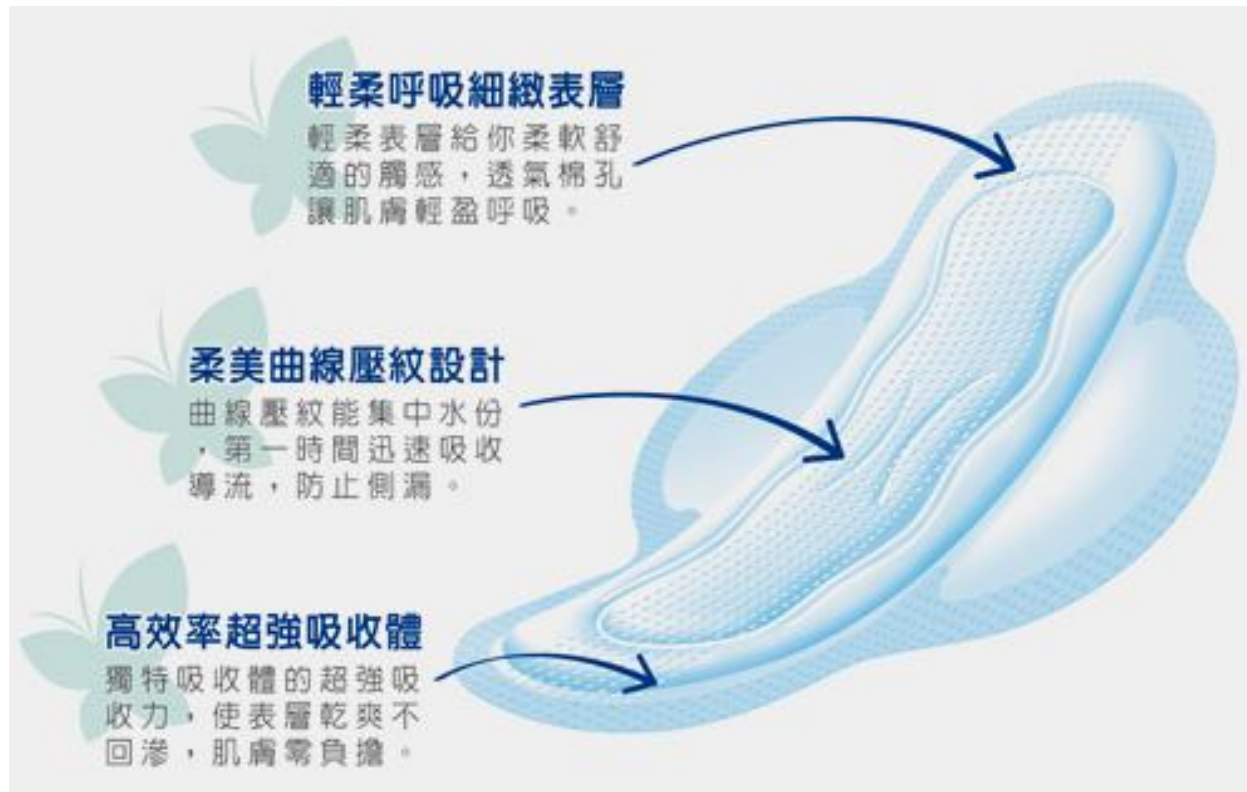 輕柔呼吸細緻表層
輕柔表層給你柔軟舒
適的觸感，透氣棉孔
讓肌膚輕盈呼吸。
柔美曲線壓紋設計
曲線壓紋能集中水份
，第一時間迅速吸收
導流，防止側漏。
高效率超強吸收體
獨特吸收體的超強吸
收力，使表層乾爽不
回滲，肌膚零負擔。